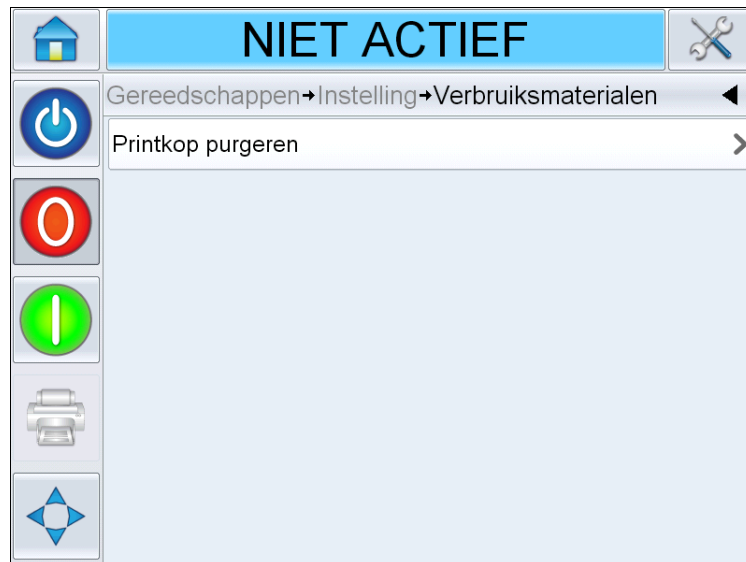 NIET ACTIEF
Gereedschappen→Instelling→Verbruiksmaterialen
Printkop purgeren